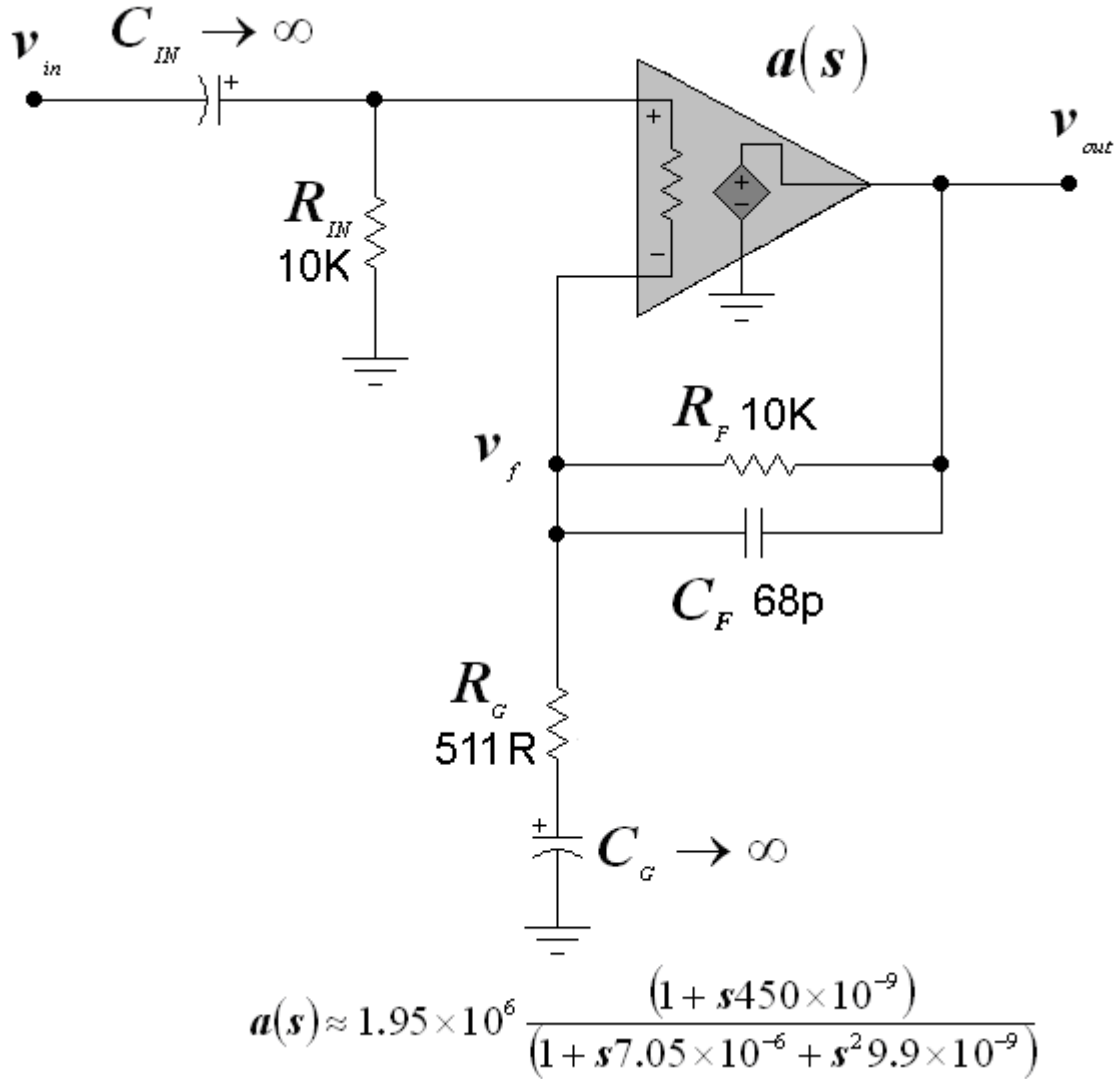 C_IN → ∞
v_in
a(s)
v_out
+
+
−
+
−
R_IN
10K
R_F 10K
v_f
C_F 68p
R_G
511R
+
C_G → ∞
a(s) ≈ 1.95 × 10^6 (1 + s450 × 10^-9) / (1 + s7.05 × 10^-6 + s^2 9.9 × 10^-9)